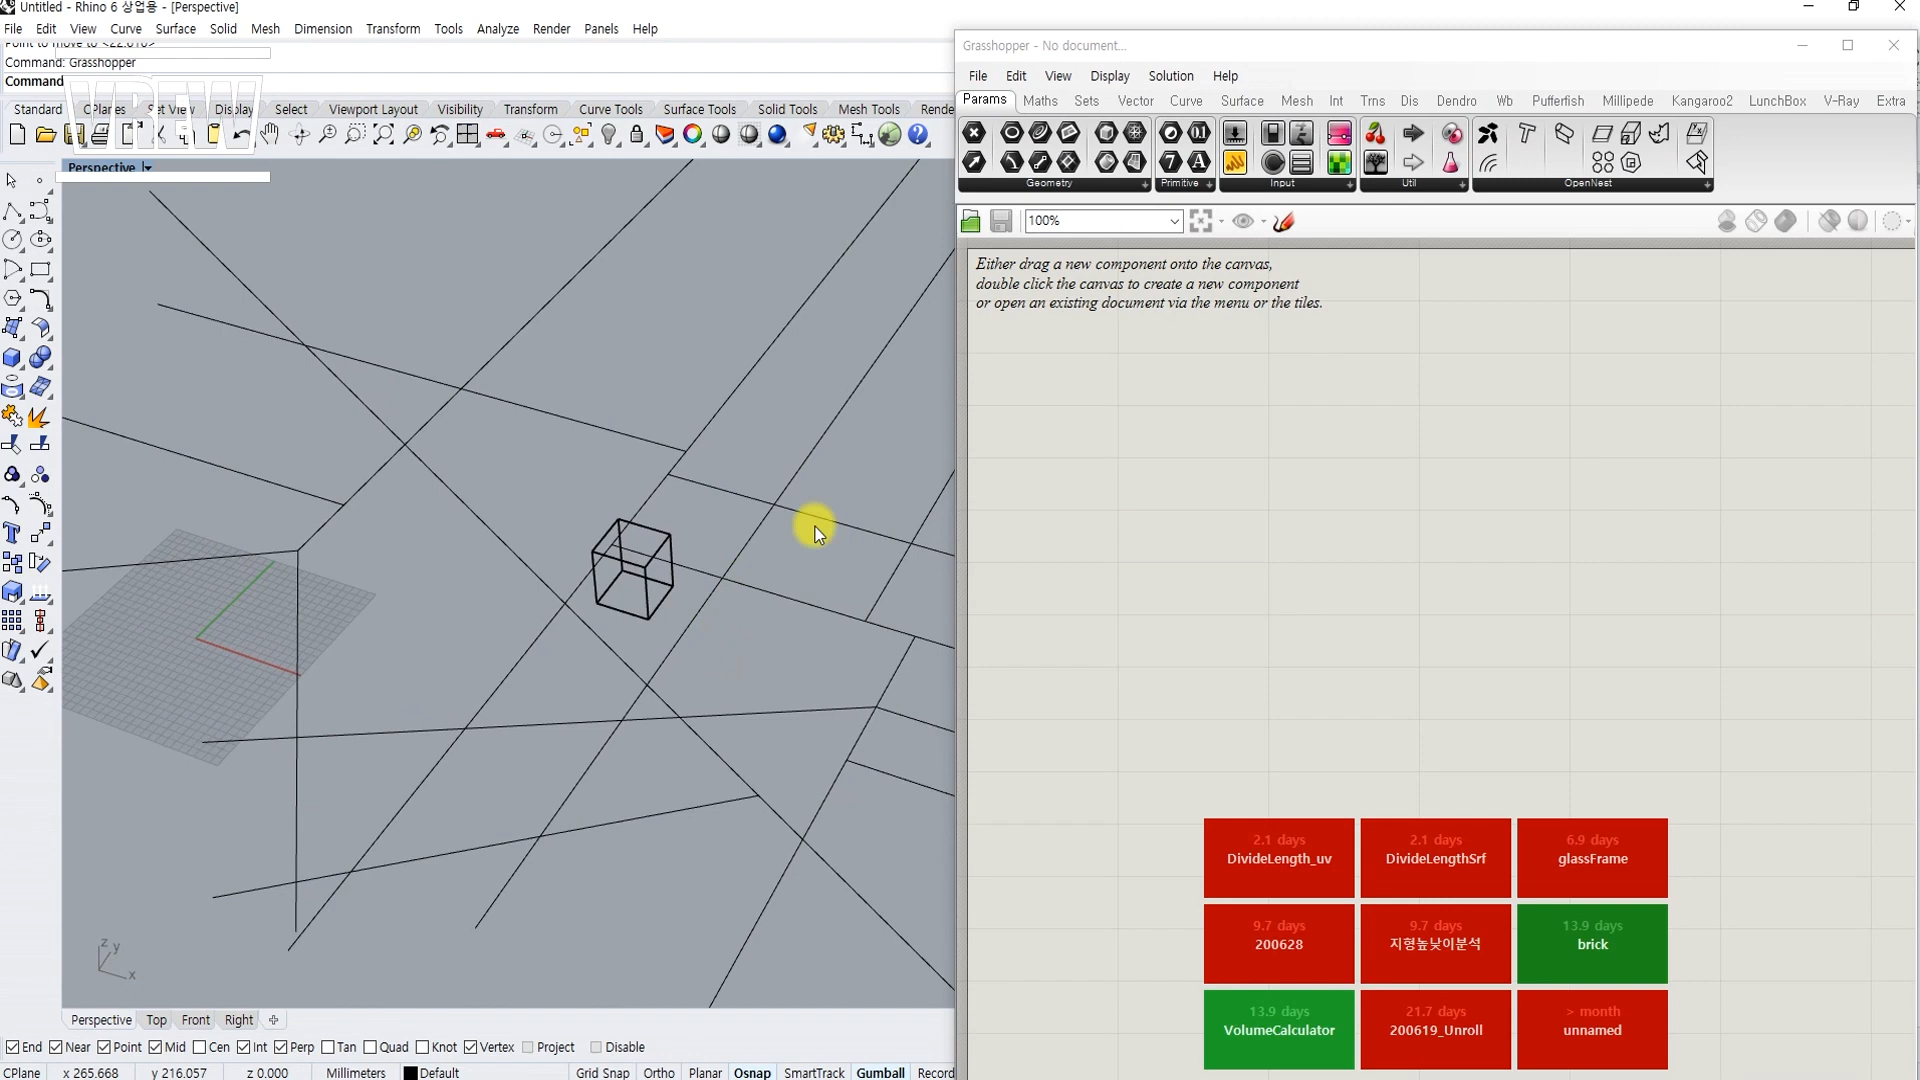 Untitled - Rhino 6 상업용 - [Perspective]
File Edit View Curve Surface Solid Mesh Dimension Transform Tools Analyze Render Panels Help
Point to move to <22.616>
Command: Grasshopper
Command
VREW
Standard CPlanes Set View Display Select Viewport Layout Visibility Transform Curve Tools Surface Tools Solid Tools Mesh Tools Rende
Perspective
z y
x
Perspective Top Front Right
End Near Point Mid Cen Int Perp Tan Quad Knot Vertex Project Disable
CPlane x 265.668 y 216.057 z 0.000 Millimeters Default Grid Snap Ortho Planar Osnap SmartTrack Gumball Record
Grasshopper - No document...
File Edit View Display Solution Help
Params Maths Sets Vector Curve Surface Mesh Int Trns Dis Dendro Wb Pufferfish Millipede Kangaroo2 LunchBox V-Ray Extra
Geometry Primitive Input Util OpenNest
100%
Either drag a new component onto the canvas,
double click the canvas to create a new component
or open an existing document via the menu or the tiles.
2.1 days
DivideLength_uv
2.1 days
DivideLengthSrf
6.9 days
glassFrame
9.7 days
200628
9.7 days
지형높낮이분석
13.9 days
brick
13.9 days
VolumeCalculator
21.7 days
200619_Unroll
> month
unnamed